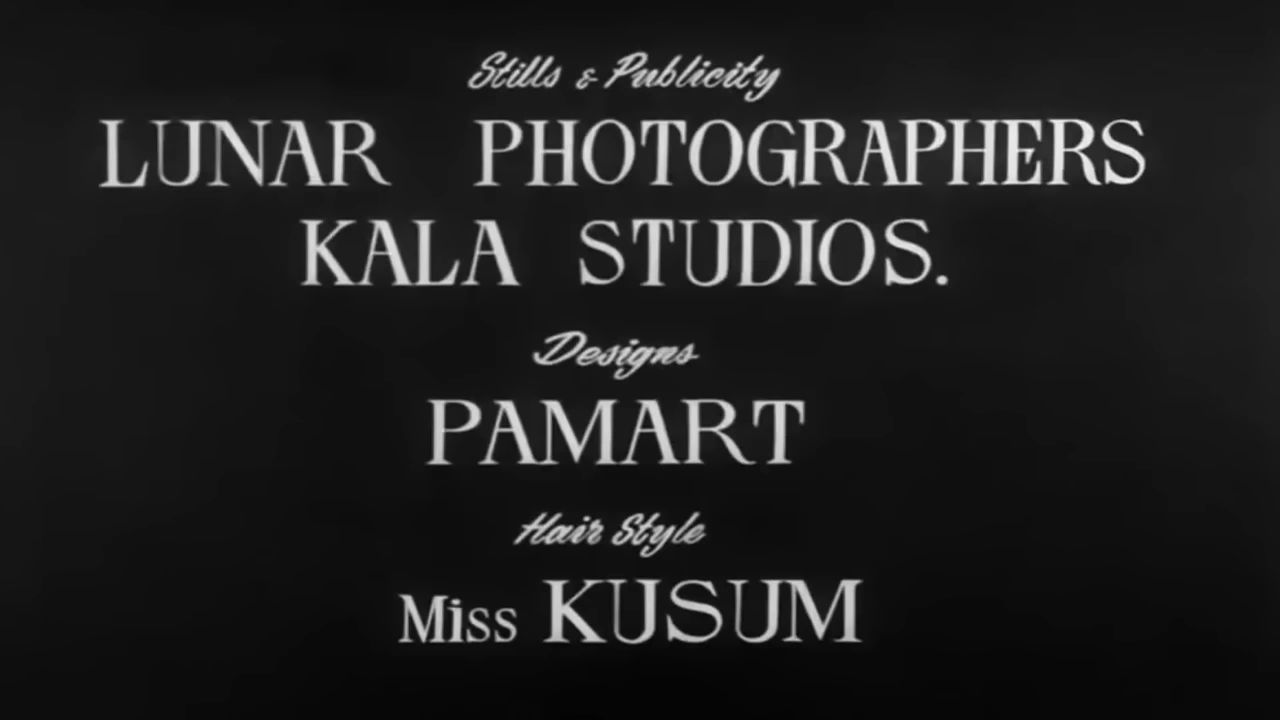 Stills & Publicity
LUNAR PHOTOGRAPHERS
KALA STUDIOS.
Designs
PAMART
Hair Style
Miss KUSUM